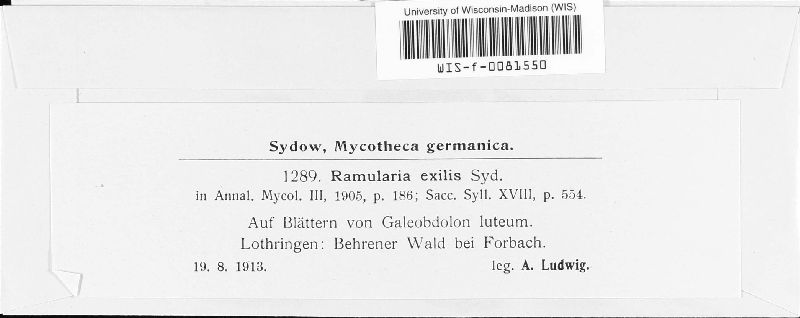 University of Wisconsin-Madison (WIS)
WIS-f-0081550
Sydow, Mycotheca germanica.
1289. Ramularia exilis Syd.
in Annal. Mycol. III, 1905, p. 186; Sacc. Syll. XVIII, p. 554.
Auf Blättern von Galeobdolon luteum.
Lothringen: Behrener Wald bei Forbach.
19. 8. 1913. leg. A. Ludwig.